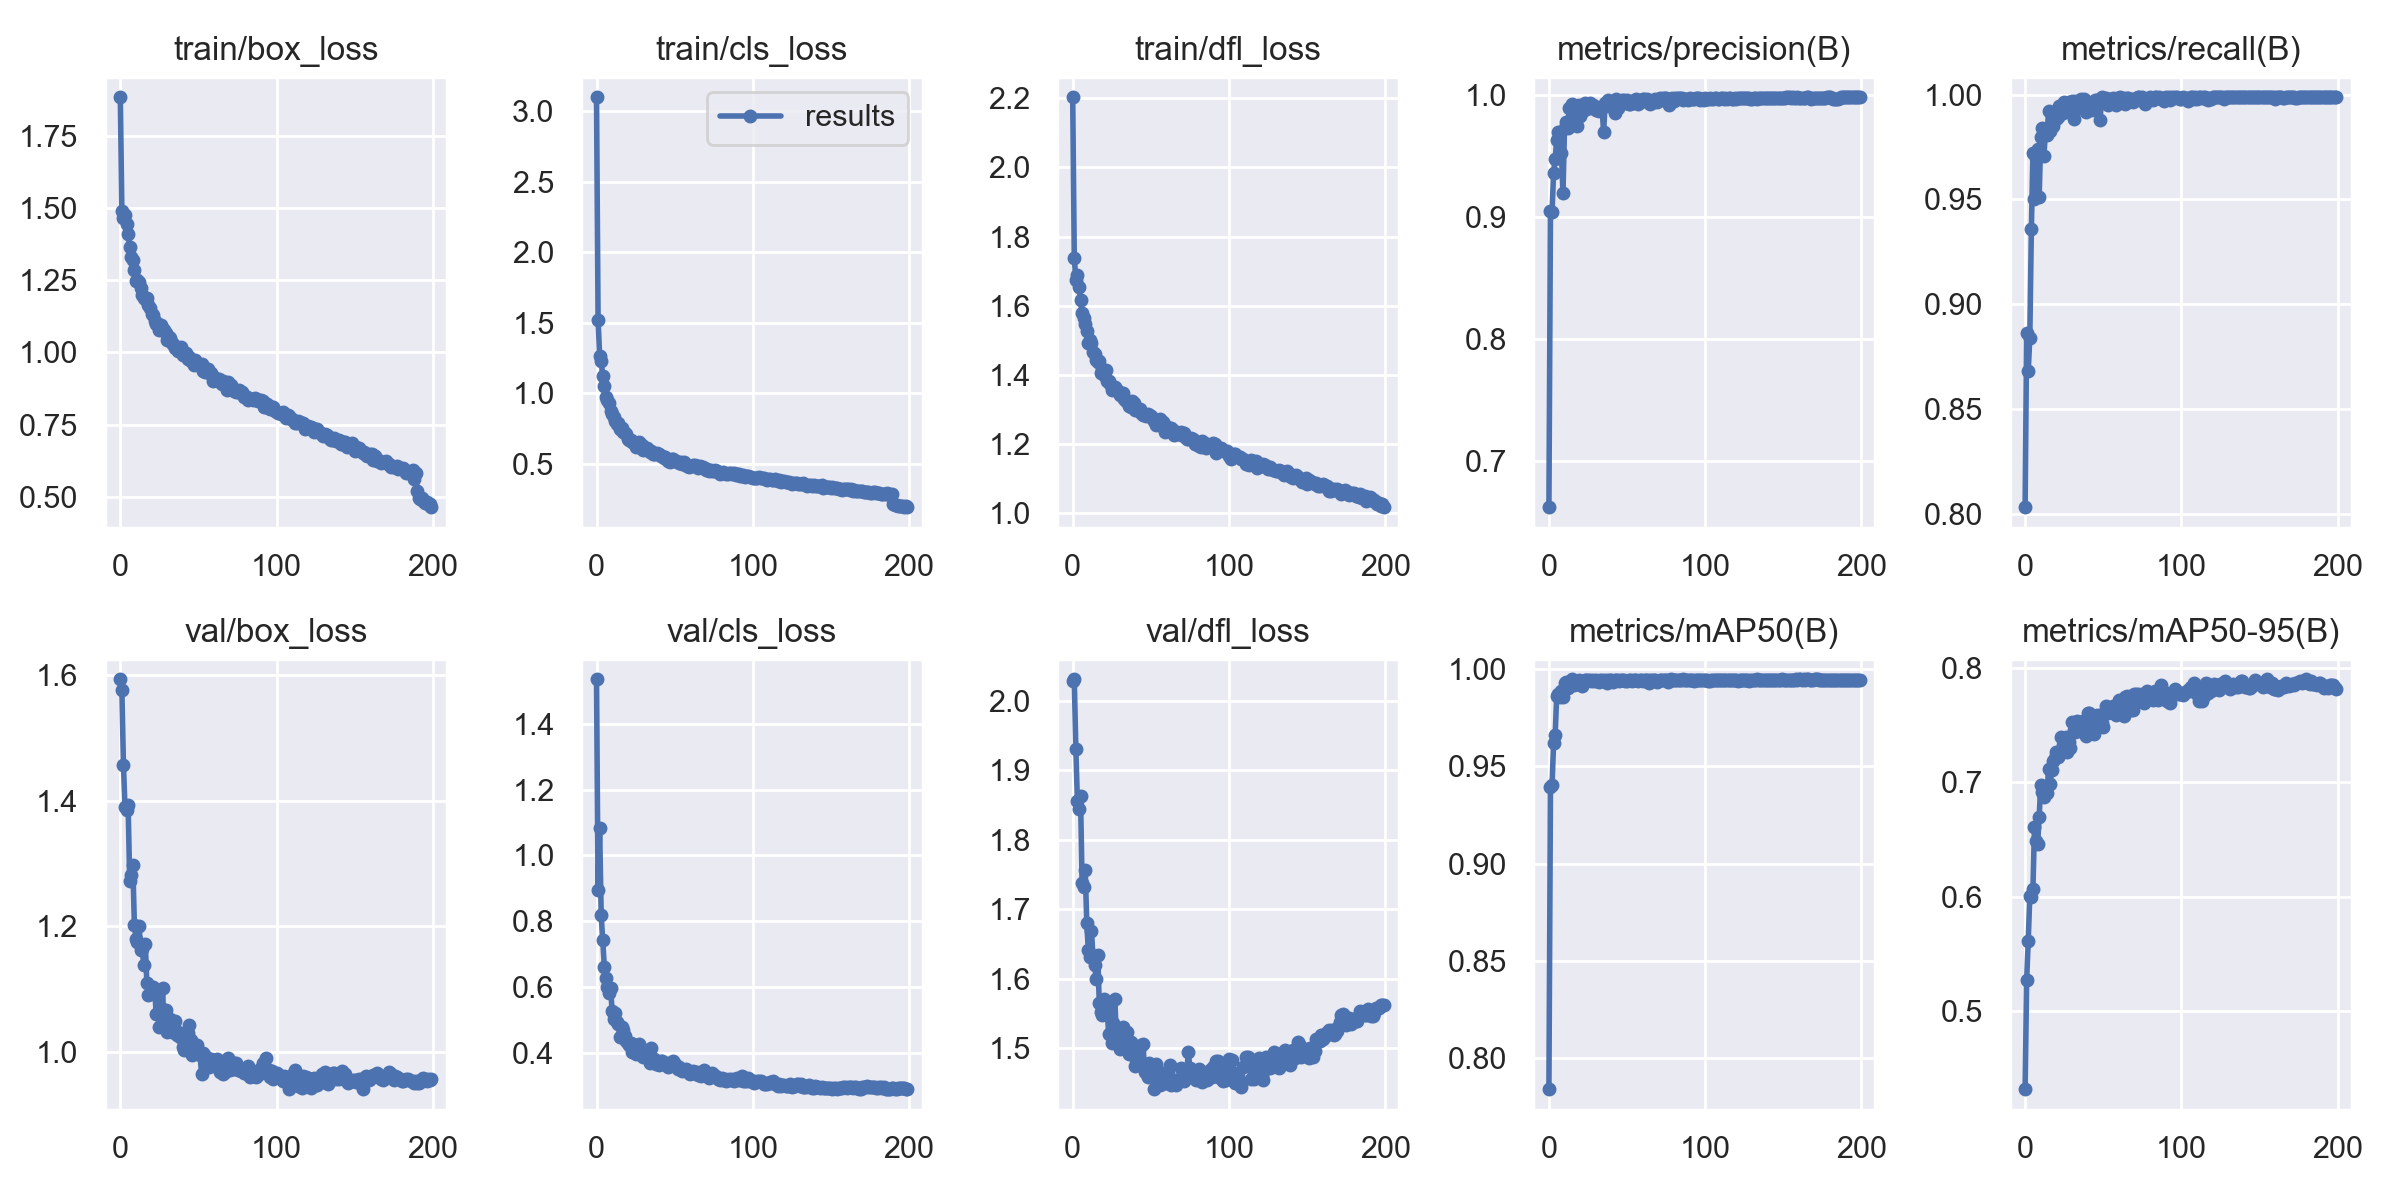 train/box_loss
1.75
1.50
1.25
1.00
0.75
0.50
0 100 200
train/cls_loss
results
3.0
2.5
2.0
1.5
1.0
0.5
0 100 200
train/dfl_loss
2.2
2.0
1.8
1.6
1.4
1.2
1.0
0 100 200
metrics/precision(B)
1.0
0.9
0.8
0.7
0 100 200
metrics/recall(B)
1.00
0.95
0.90
0.85
0.80
0 100 200
val/box_loss
1.6
1.4
1.2
1.0
0 100 200
val/cls_loss
1.4
1.2
1.0
0.8
0.6
0.4
0 100 200
val/dfl_loss
2.0
1.9
1.8
1.7
1.6
1.5
0 100 200
metrics/mAP50(B)
1.00
0.95
0.90
0.85
0.80
0 100 200
metrics/mAP50-95(B)
0.8
0.7
0.6
0.5
0 100 200